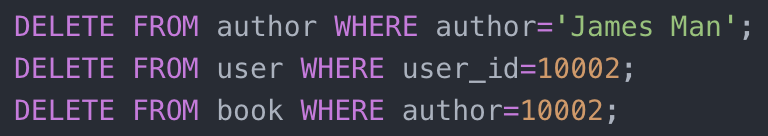 DELETE FROM author WHERE author='James Man';
DELETE FROM user WHERE user_id=10002;
DELETE FROM book WHERE author=10002;